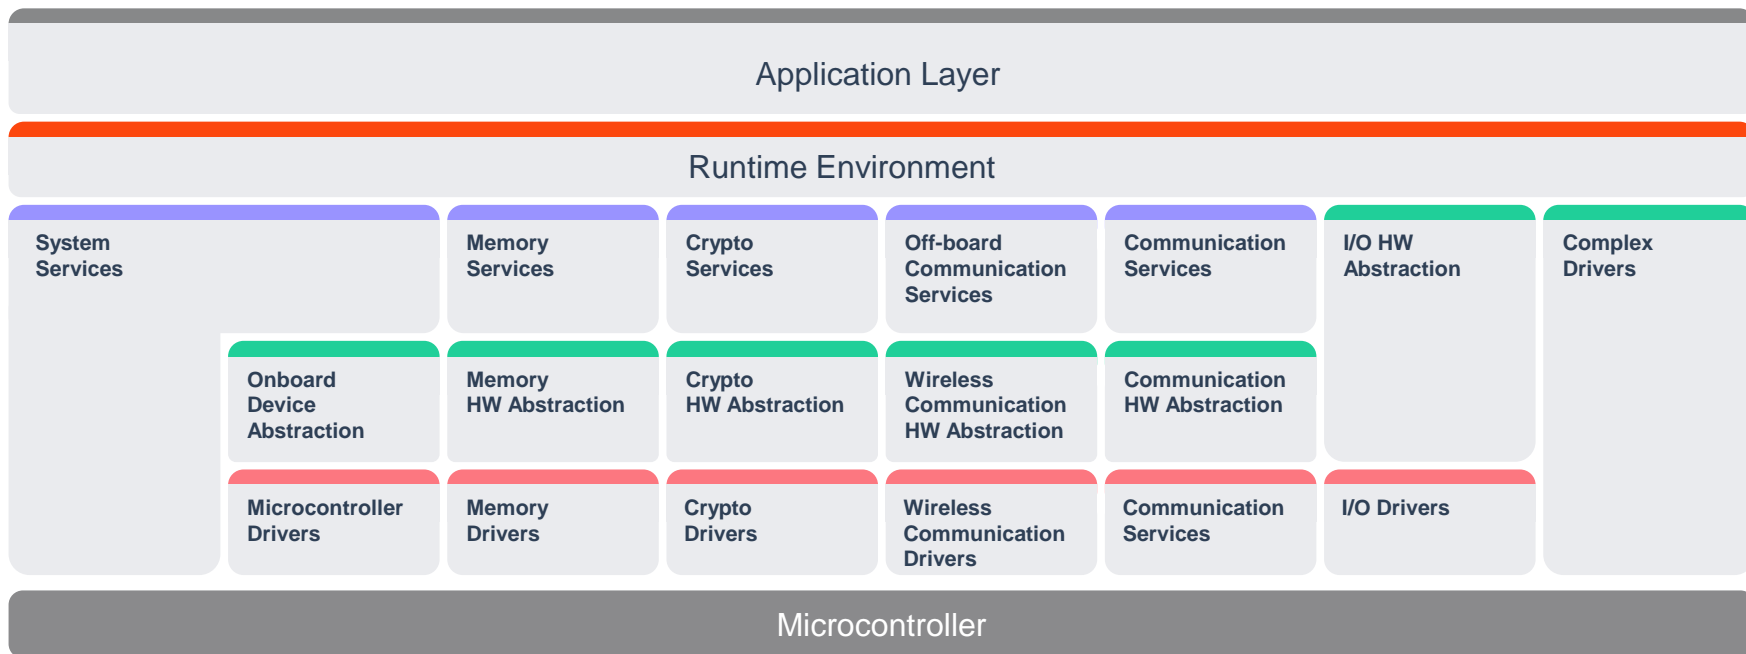 Application Layer
Runtime Environment
System
Services
Memory
Services
Crypto
Services
Off-board
Communication
Services
Communication
Services
I/O HW
Abstraction
Complex
Drivers
Onboard
Device
Abstraction
Memory
HW Abstraction
Crypto
HW Abstraction
Wireless
Communication
HW Abstraction
Communication
HW Abstraction
Microcontroller
Drivers
Memory
Drivers
Crypto
Drivers
Wireless
Communication
Drivers
Communication
Services
I/O Drivers
Microcontroller